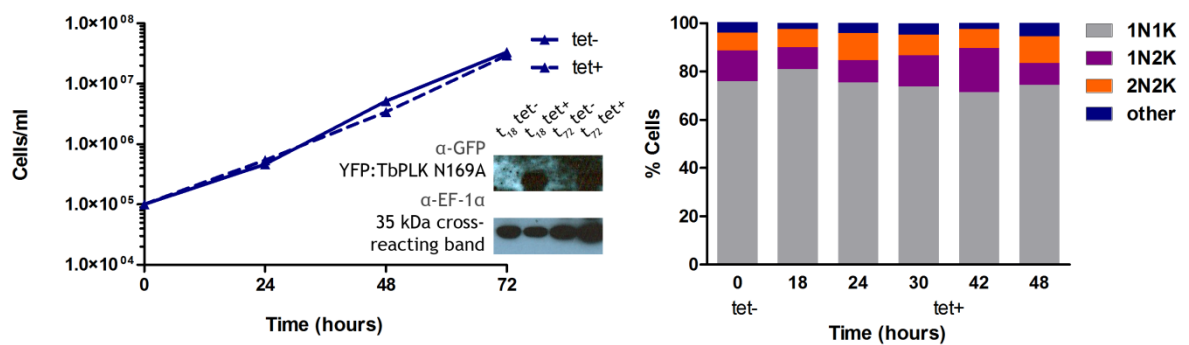 1.0×10⁰⁸
1.0×10⁰⁷
1.0×10⁰⁶
1.0×10⁰⁵
1.0×10⁰⁴
Cells/ml
0 24 48 72
Time (hours)
tet-
tet+
t₁₈ tet-
t₁₈ tet+
t₇₂ tet-
t₇₂ tet+
α-GFP
YFP:TbPLK N169A
α-EF-1α
35 kDa cross-
reacting band
100
80
60
40
20
0
% Cells
0 18 24 30 42 48
tet- tet+
Time (hours)
1N1K
1N2K
2N2K
other